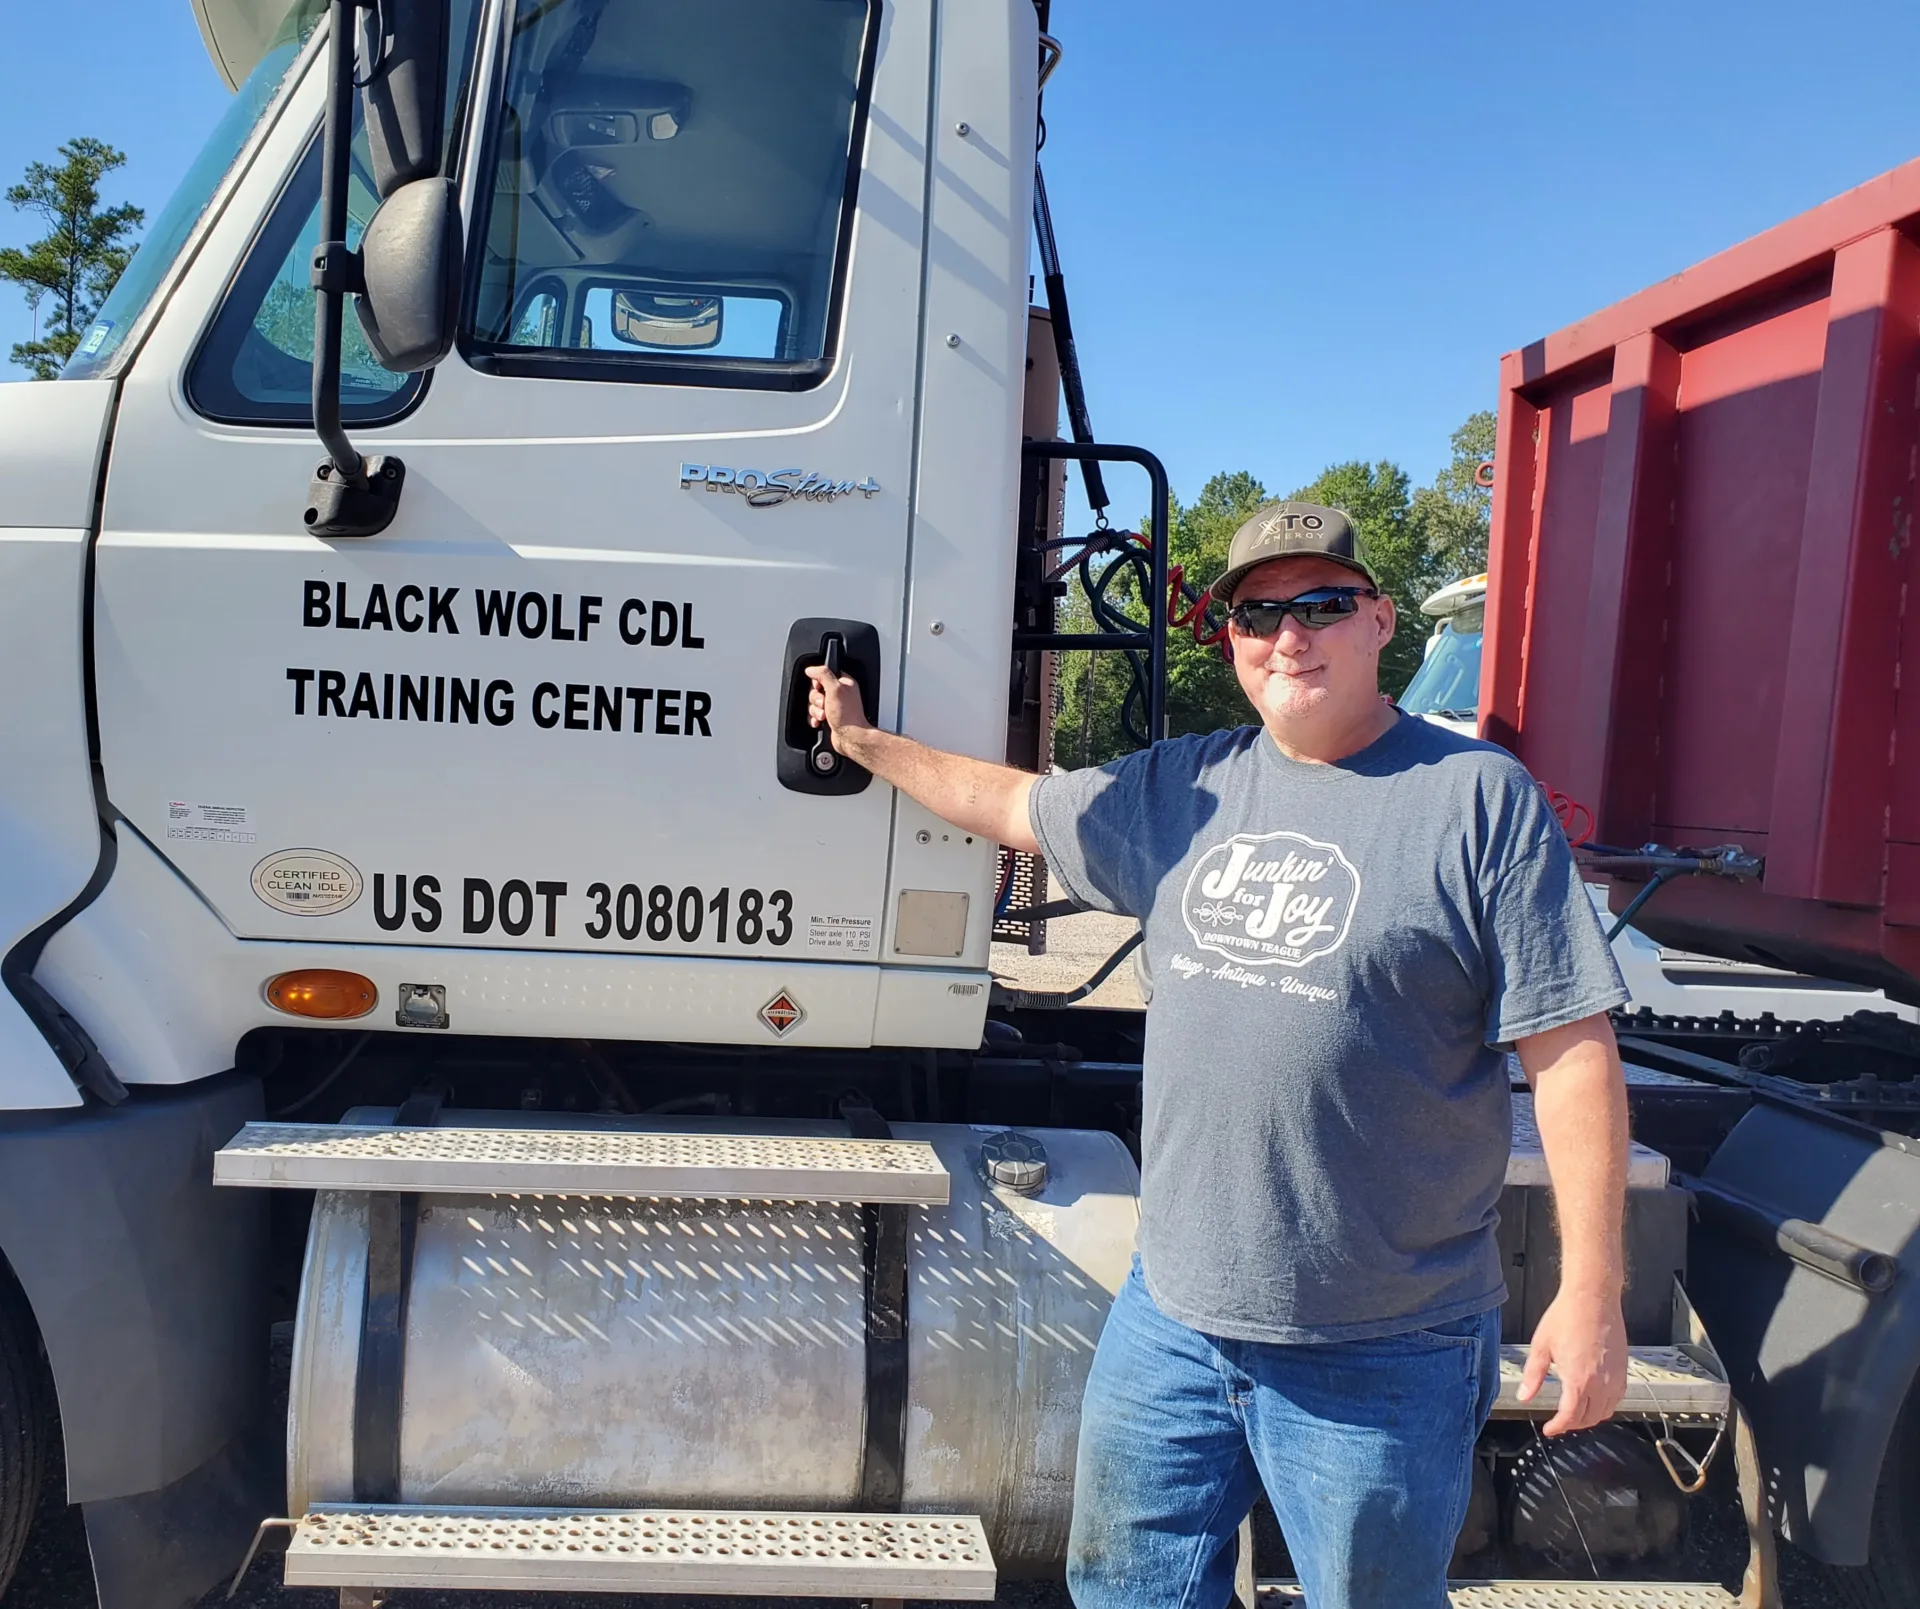 PROStar+
BLACK WOLF CDL
TRAINING CENTER
CERTIFIED
CLEAN IDLE
US DOT 3080183
Min. Tire Pressure
Steer axle 110 PSI
Drive axle 95 PSI
INTERNATIONAL
XTO
ENERGY
Junkin'
for
Joy
DOWNTOWN TEAGUE
Vintage • Antique • Unique